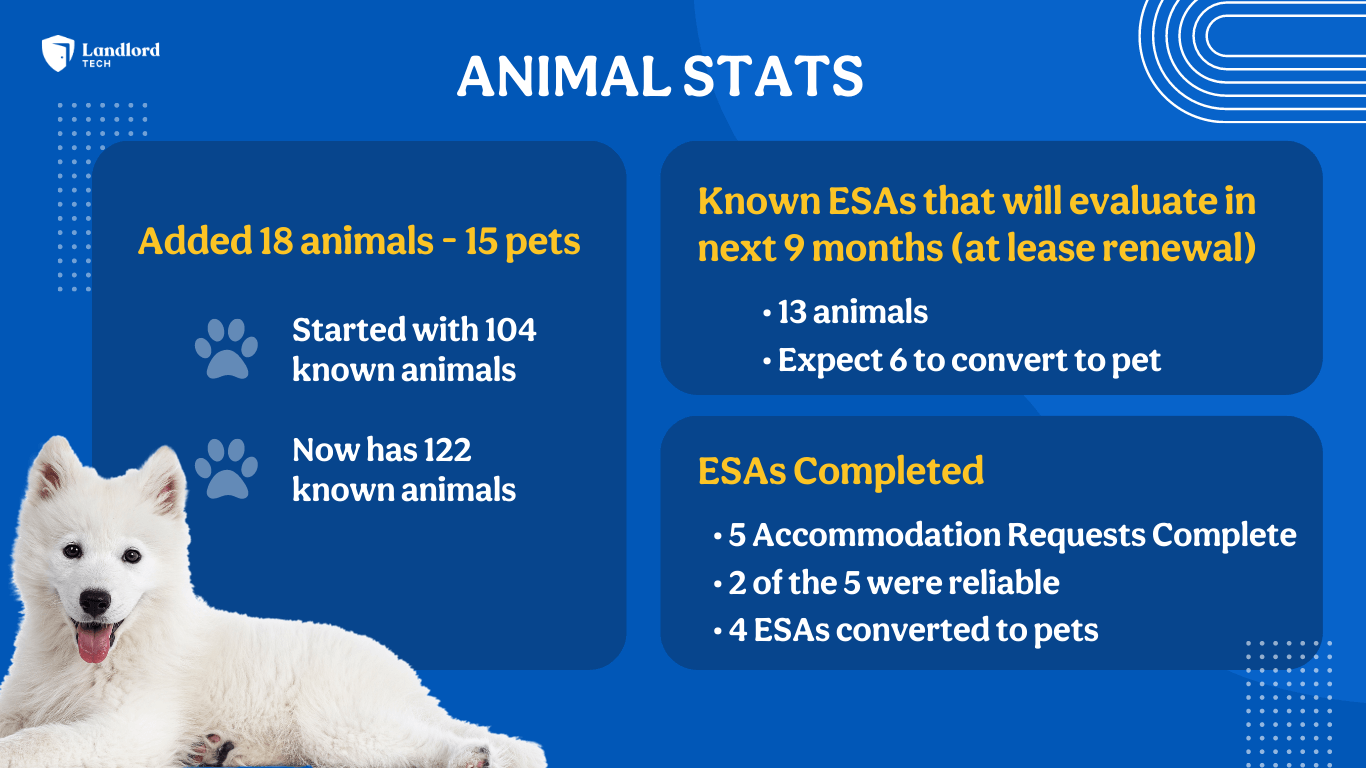 Landlord
TECH
ANIMAL STATS
Added 18 animals - 15 pets
Started with 104
known animals
Now has 122
known animals
Known ESAs that will evaluate in
next 9 months (at lease renewal)
• 13 animals
• Expect 6 to convert to pet
ESAs Completed
• 5 Accommodation Requests Complete
• 2 of the 5 were reliable
• 4 ESAs converted to pets